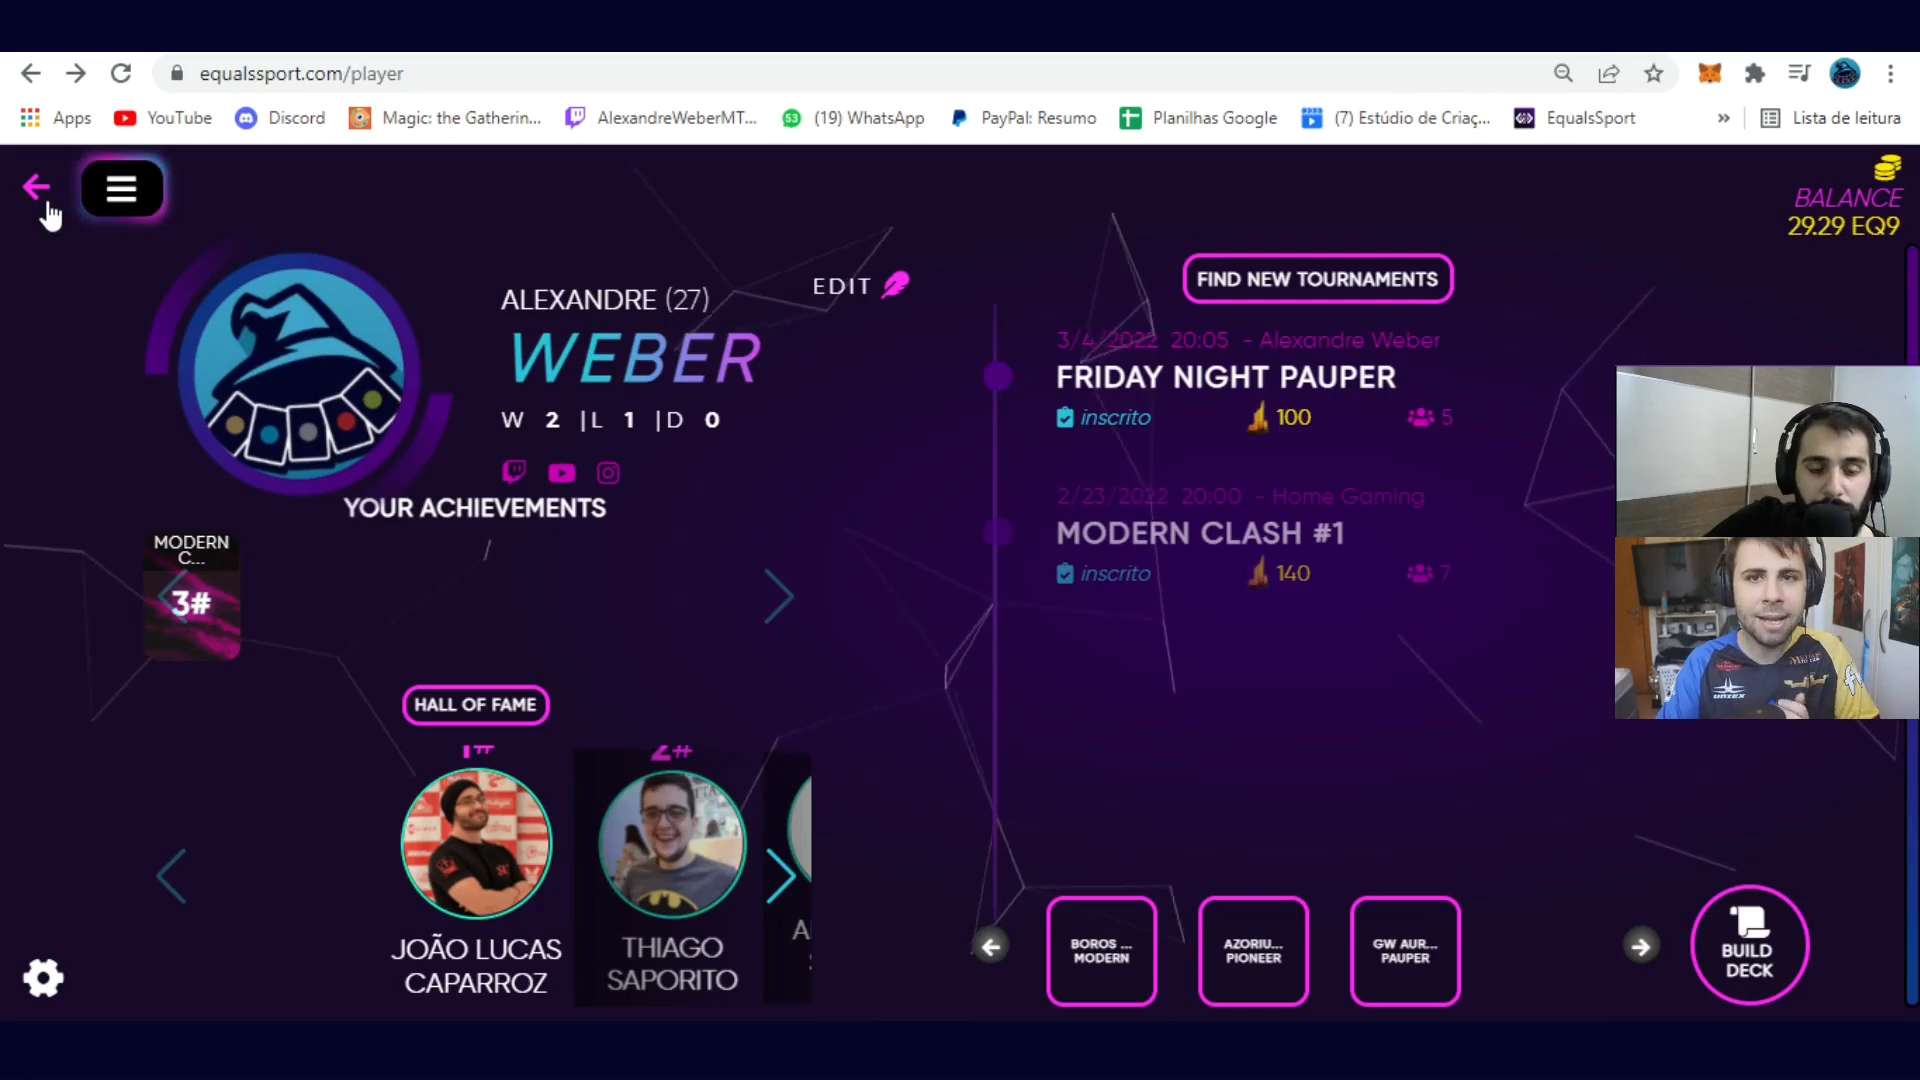 equalssport.com/player
Apps
YouTube
Discord
Magic: the Gatherin...
AlexandreWeberMT...
53
(19) WhatsApp
PayPal: Resumo
Planilhas Google
(7) Estúdio de Criaç...
EqualsSport
»
Lista de leitura
BALANCE
29.29 EQ9
ALEXANDRE (27)
EDIT
WEBER
W 2 |L 1 |D 0
YOUR ACHIEVEMENTS
MODERN
C...
3#
HALL OF FAME
1#
2#
JOÃO LUCAS
CAPARROZ
THIAGO
SAPORITO
FIND NEW TOURNAMENTS
3/4/2022 20:05 - Alexandre Weber
FRIDAY NIGHT PAUPER
inscrito
100
5
2/23/2022 20:00 - Home Gaming
MODERN CLASH #1
inscrito
140
7
BOROS ...
MODERN
AZORIU...
PIONEER
GW AUR...
PAUPER
BUILD
DECK